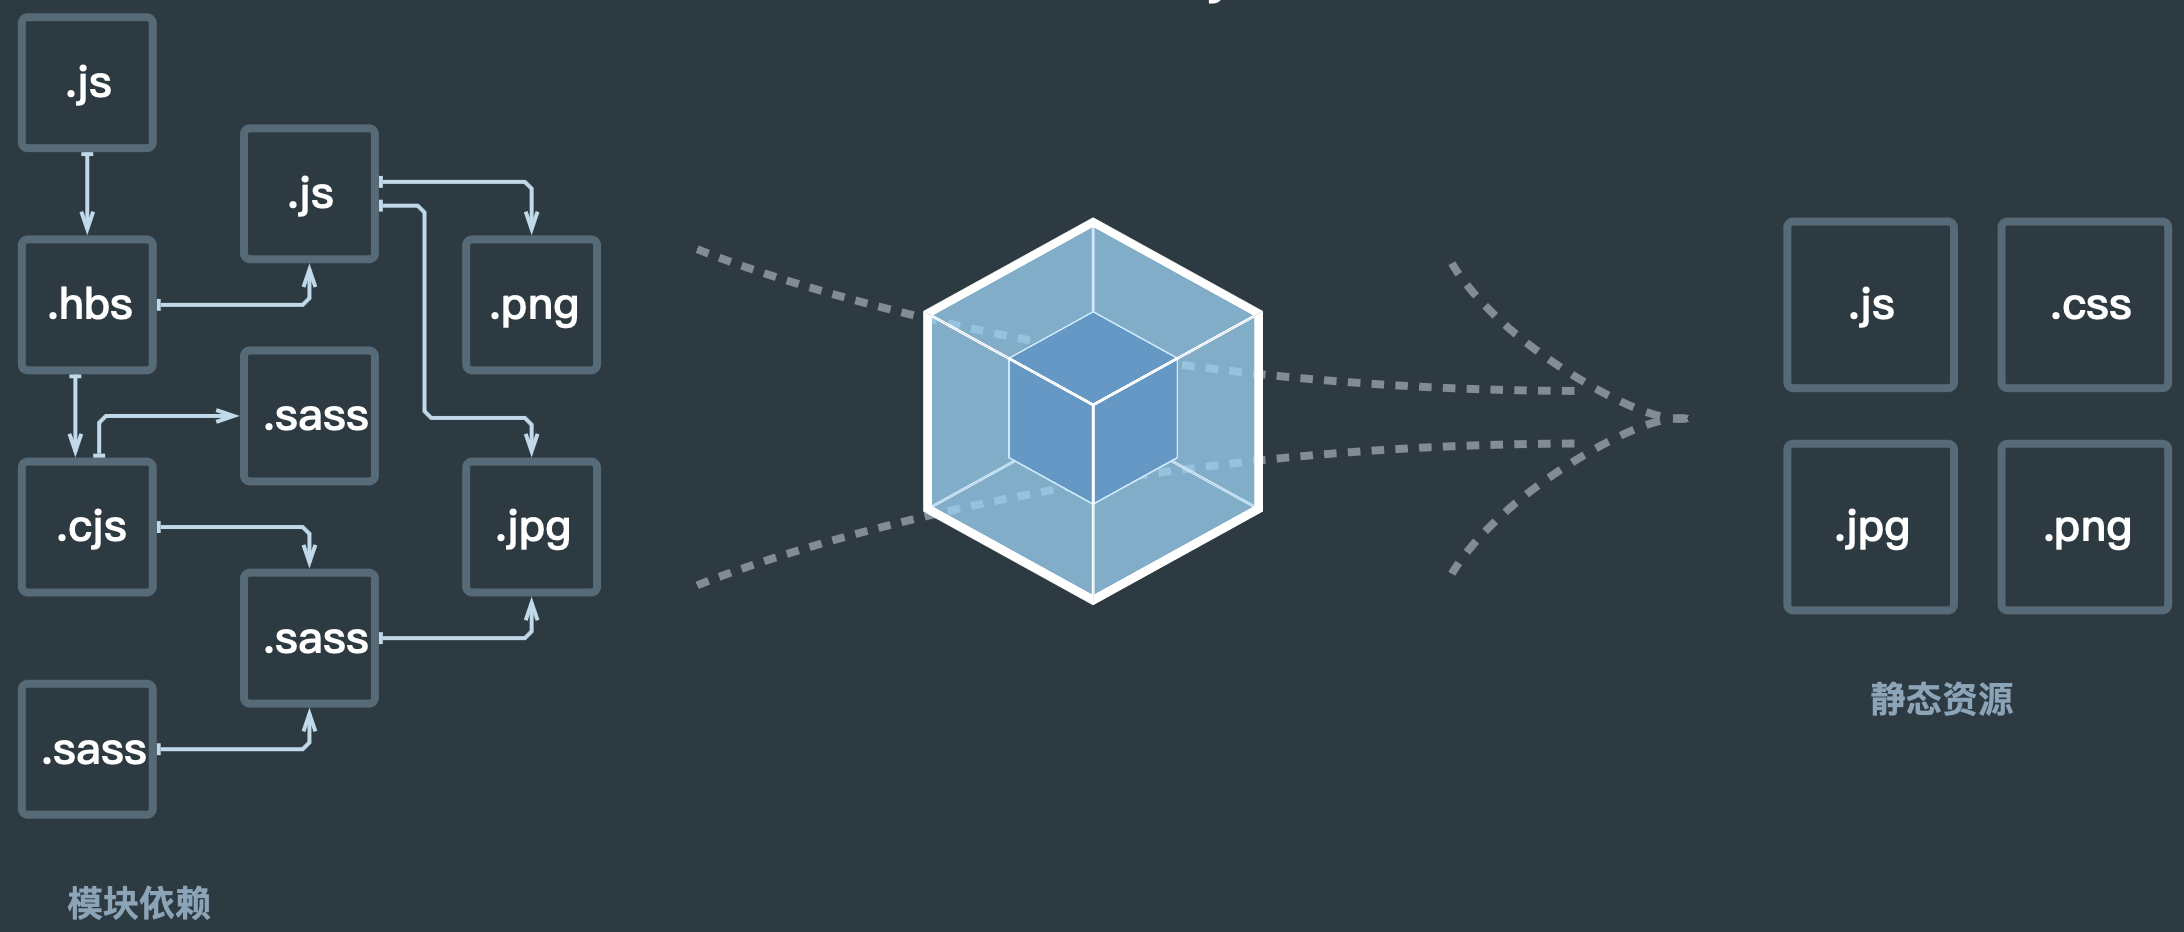 .js
.js
.hbs
.png
.sass
.cjs
.jpg
.sass
.sass
模块依赖
.js
.css
.jpg
.png
静态资源